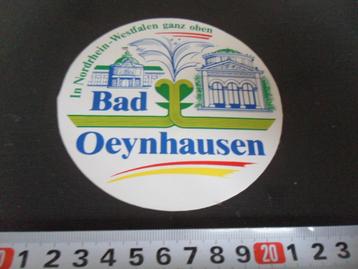 In Nordrhein-Westfalen ganz oben
Bad
Oeynhausen
1 2 3 4 5 6 7 8 9 20 1 2 3